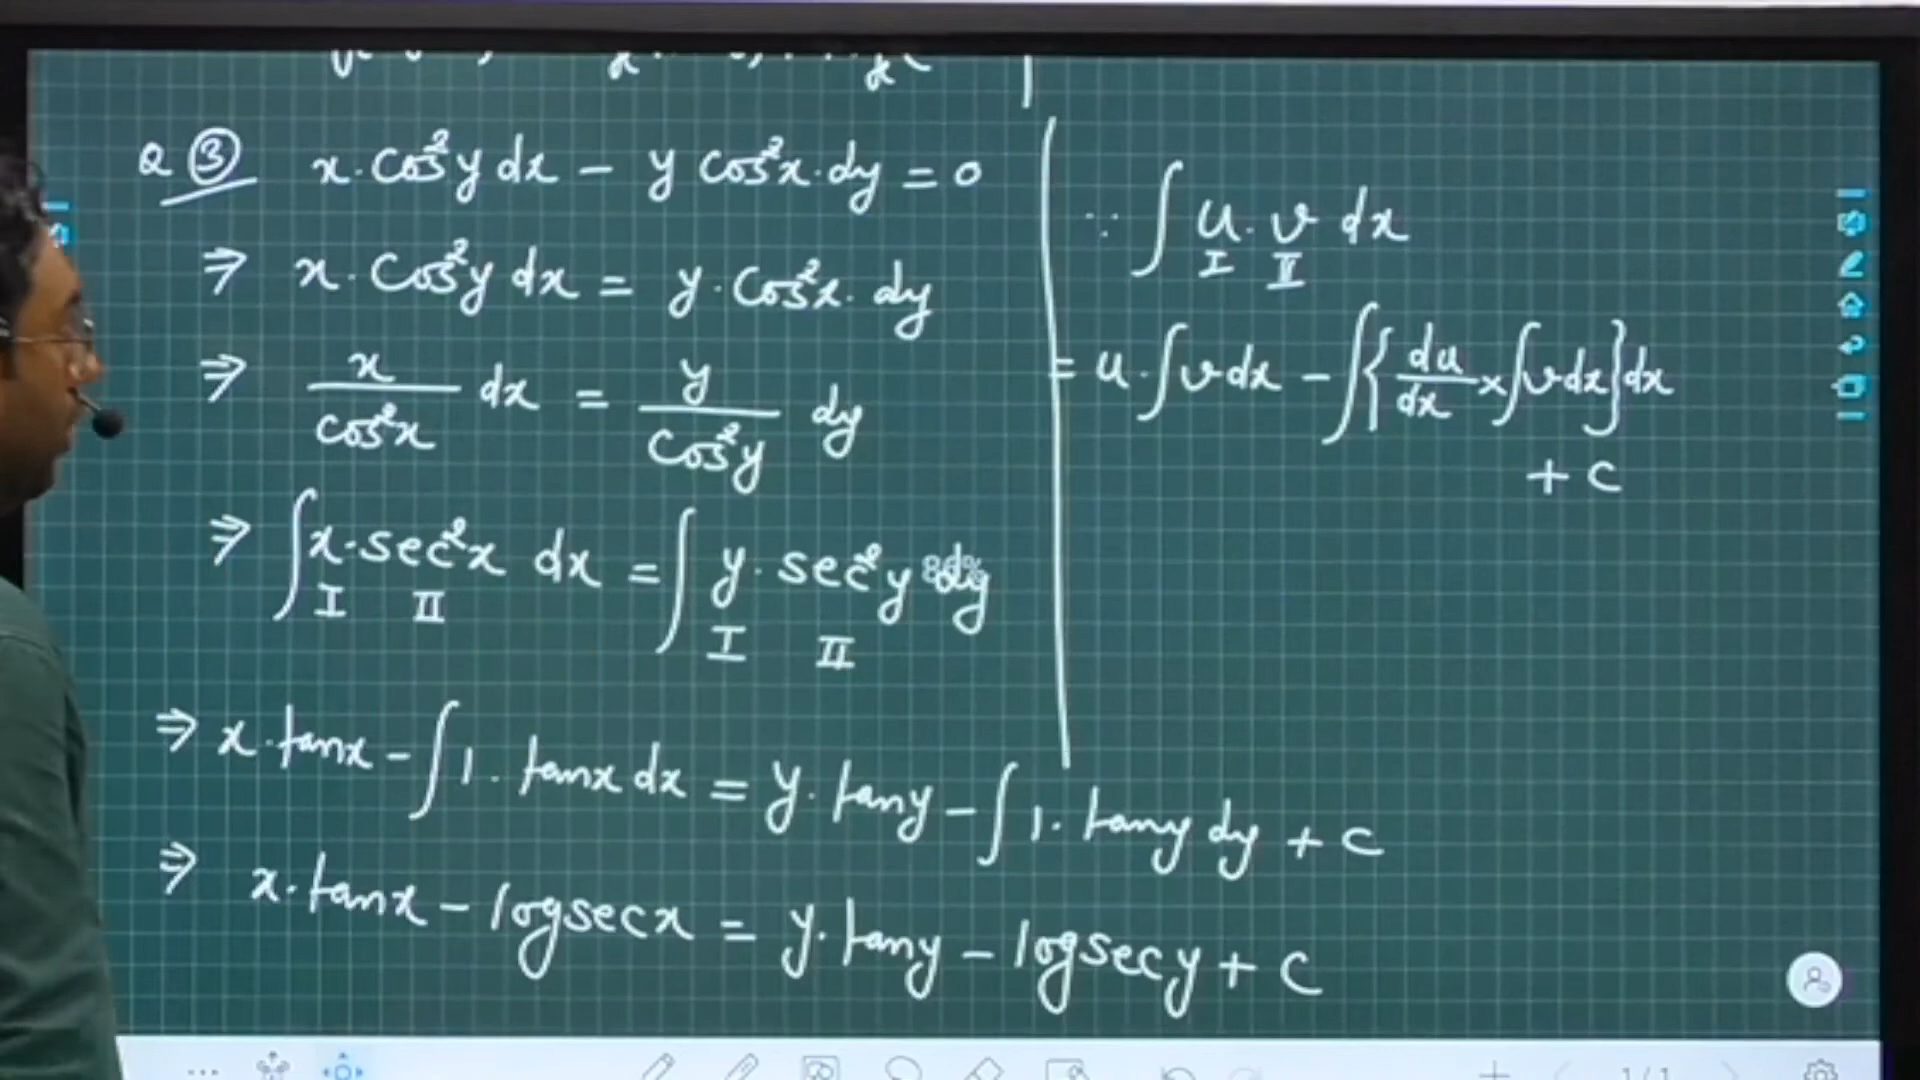 Q ③ x · cos²y dx − y cos²x · dy = 0
⇒ x · cos²y dx = y · cos²x · dy
⇒ x/cos²x dx = y/cos²y dy
⇒ ∫ x · sec²x dx = ∫ y · sec²y dy
I II I II
⇒ x · tanx − ∫ 1 · tanx dx = y · tany − ∫ 1 · tany dy + c
⇒ x · tanx − logsecx = y · tany − logsecy + c
∵ ∫ u · v dx
I II
= u · ∫ v dx − ∫ { du/dx × ∫ v dx } dx
+ c
1/1